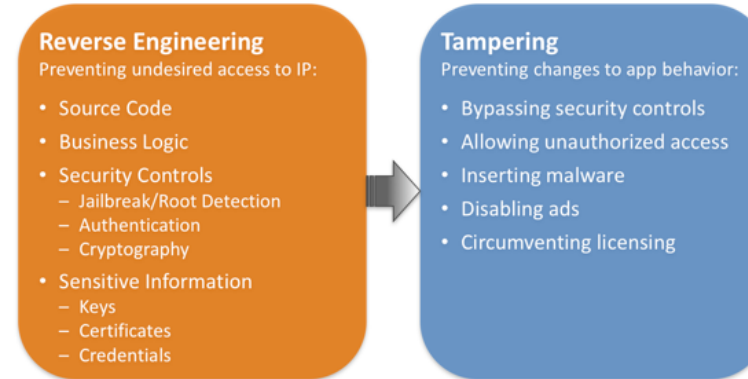 Reverse Engineering
Preventing undesired access to IP:
• Source Code
• Business Logic
• Security Controls
– Jailbreak/Root Detection
– Authentication
– Cryptography
• Sensitive Information
– Keys
– Certificates
– Credentials
Tampering
Preventing changes to app behavior:
• Bypassing security controls
• Allowing unauthorized access
• Inserting malware
• Disabling ads
• Circumventing licensing